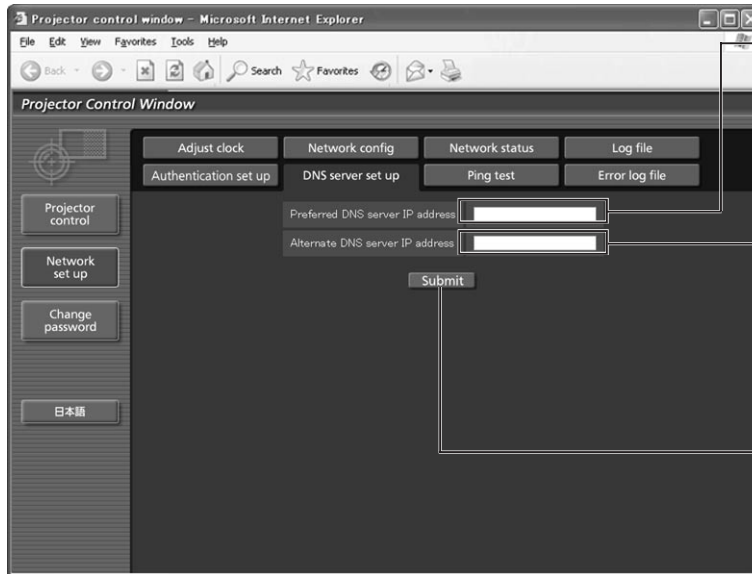 Projector control window - Microsoft Internet Explorer
File Edit View Favorites Tools Help
Back Search Favorites
Projector Control Window
Adjust clock Network config Network status Log file
Authentication set up DNS server set up Ping test Error log file
Projector
control
Preferred DNS server IP address
Alternate DNS server IP address
Network
set up
Submit
Change
password
日本語